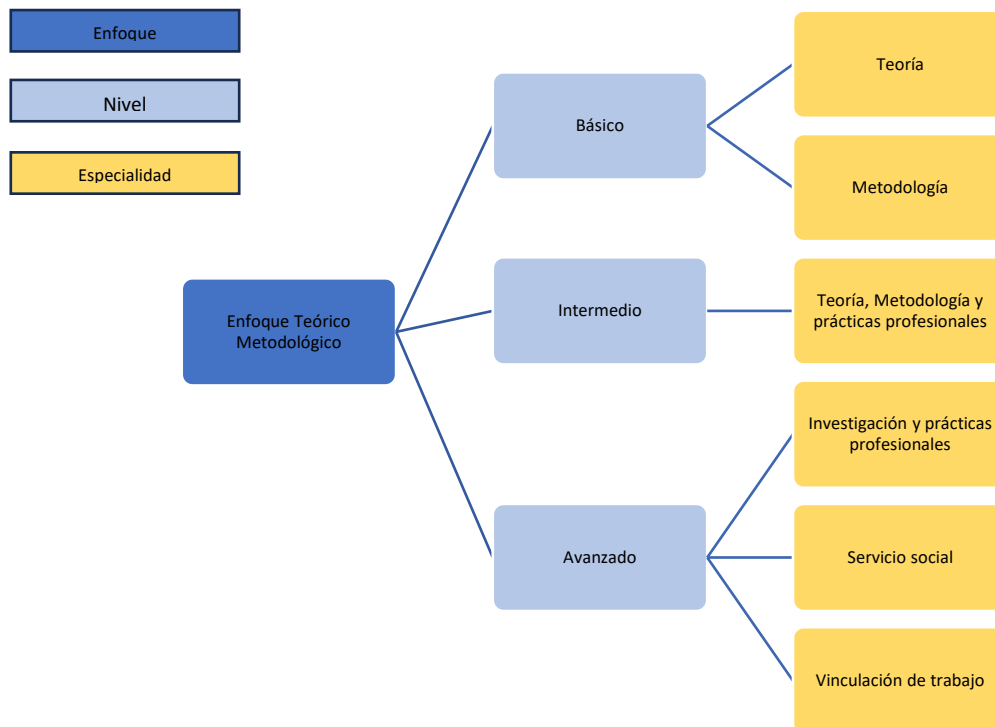 Enfoque
Nivel
Especialidad
Enfoque Teórico
Metodológico
Básico
Intermedio
Avanzado
Teoría
Metodología
Teoría, Metodología y
prácticas profesionales
Investigación y prácticas
profesionales
Servicio social
Vinculación de trabajo